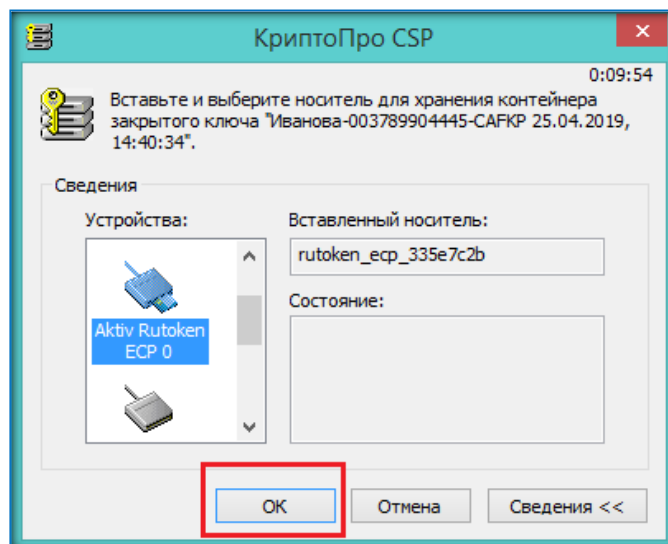 КриптоПро CSP
0:09:54
Вставьте и выберите носитель для хранения контейнера
закрытого ключа "Иванова-003789904445-CAFKP 25.04.2019,
14:40:34".
Сведения
Устройства:
Aktiv Rutoken
ECP 0
Вставленный носитель:
rutoken_ecp_335e7c2b
Состояние:
ОК
Отмена
Сведения <<